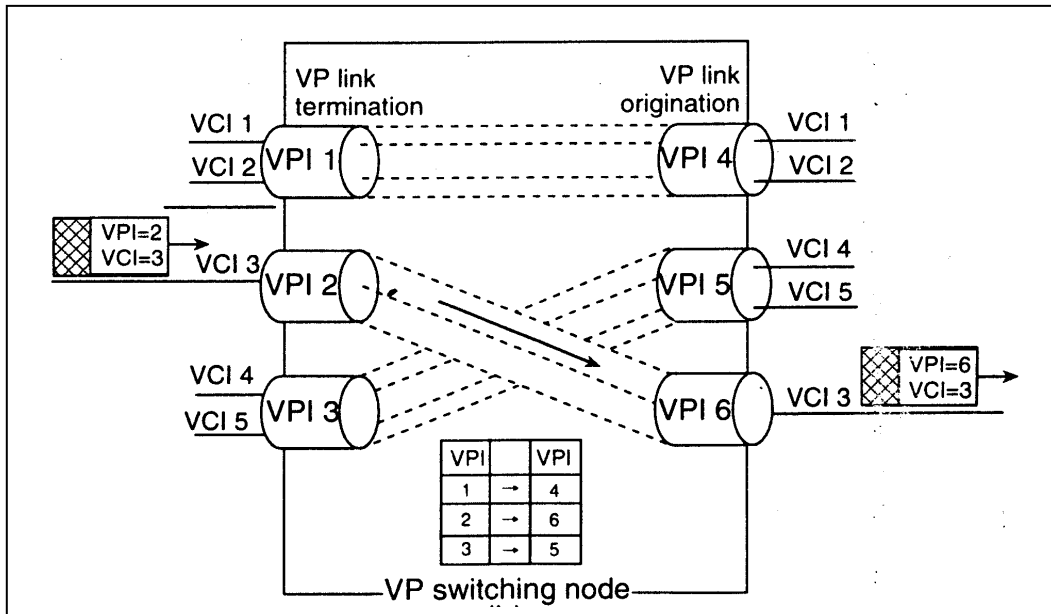 VP link
termination
VP link
origination
VCI 1
VCI 2
VPI 1
VPI 4
VCI 1
VCI 2
VPI=2
VCI=3
VCI 3
VPI 2
VPI 5
VCI 4
VCI 5
VCI 4
VCI 5
VPI 3
VPI 6
VCI 3
VPI=6
VCI=3
VPI VPI
1 → 4
2 → 6
3 → 5
VP switching node